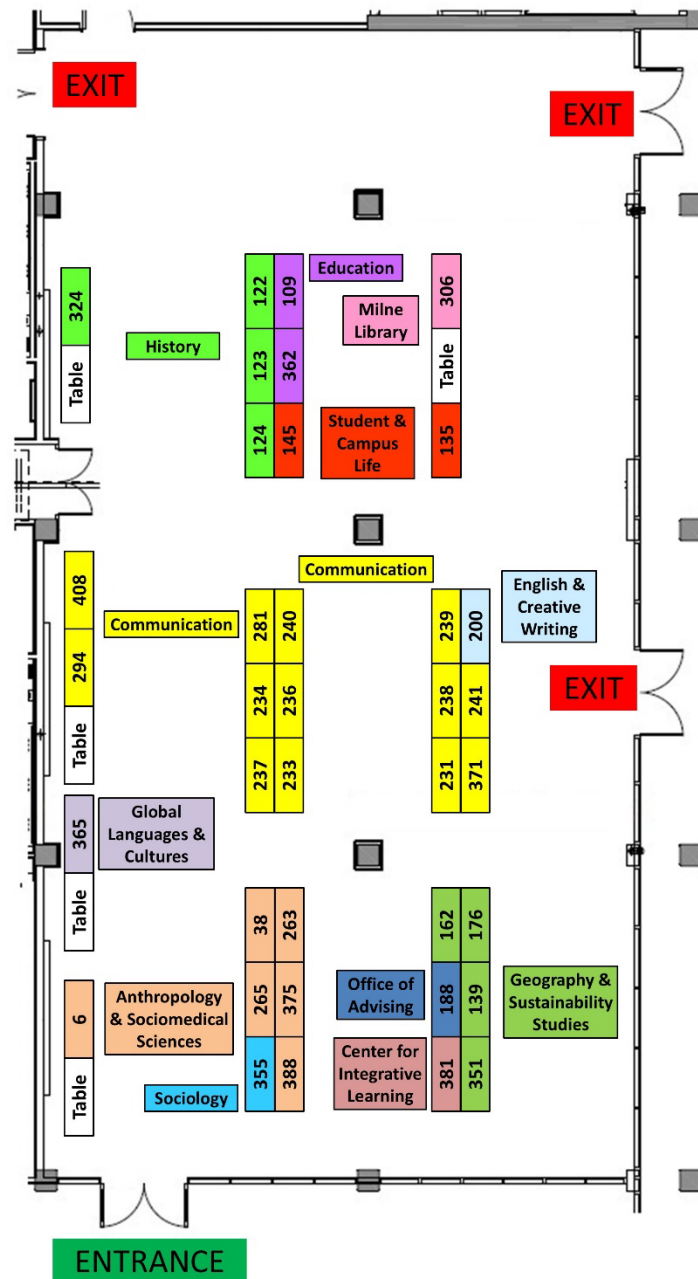 EXIT
EXIT
324
Table
History
122
109
123
362
124
145
Education
Milne
Library
Student &
Campus
Life
306
Table
135
408
294
Table
Communication
Communication
281
240
234
236
237
233
239
200
238
241
231
371
English &
Creative
Writing
EXIT
365
Table
Global
Languages &
Cultures
6
Table
Anthropology
& Sociomedical
Sciences
Sociology
38
263
265
375
355
388
Office of
Advising
Center for
Integrative
Learning
162
176
188
139
381
351
Geography &
Sustainability
Studies
ENTRANCE